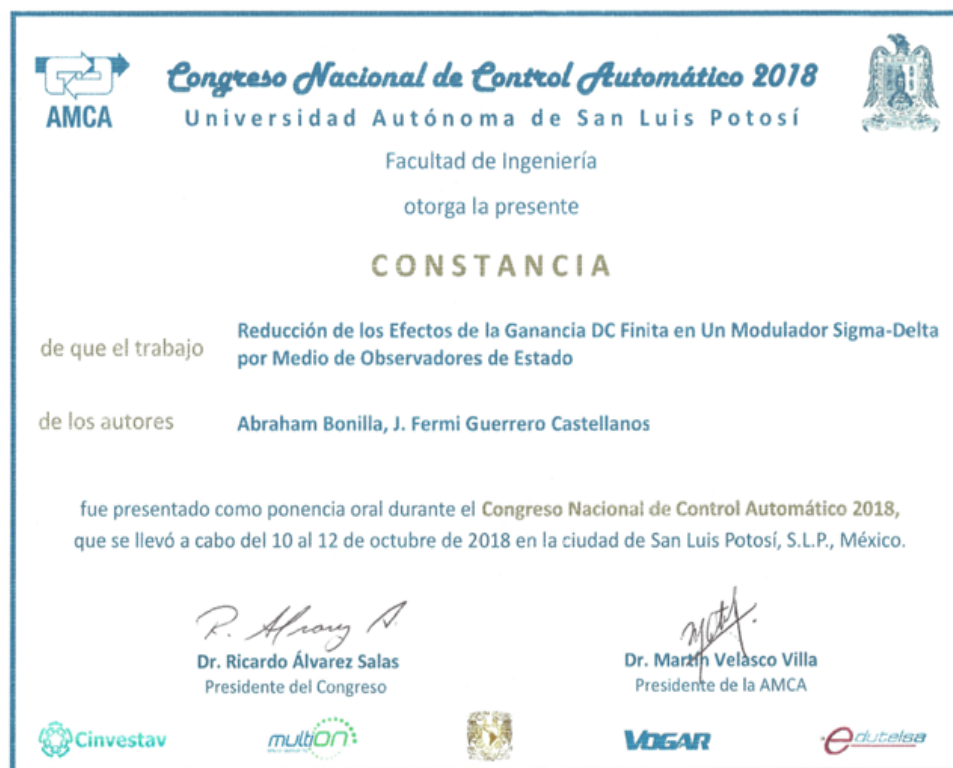 AMCA
Congreso Nacional de Control Automático 2018
Universidad Autónoma de San Luis Potosí
Facultad de Ingeniería
otorga la presente
CONSTANCIA
de que el trabajo
Reducción de los Efectos de la Ganancia DC Finita en Un Modulador Sigma-Delta
por Medio de Observadores de Estado
de los autores
Abraham Bonilla, J. Fermi Guerrero Castellanos
fue presentado como ponencia oral durante el Congreso Nacional de Control Automático 2018,
que se llevó a cabo del 10 al 12 de octubre de 2018 en la ciudad de San Luis Potosí, S.L.P., México.
Dr. Ricardo Álvarez Salas
Presidente del Congreso
Dr. Martín Velasco Villa
Presidente de la AMCA
Cinvestav
multiON
VOGAR
edutelsa